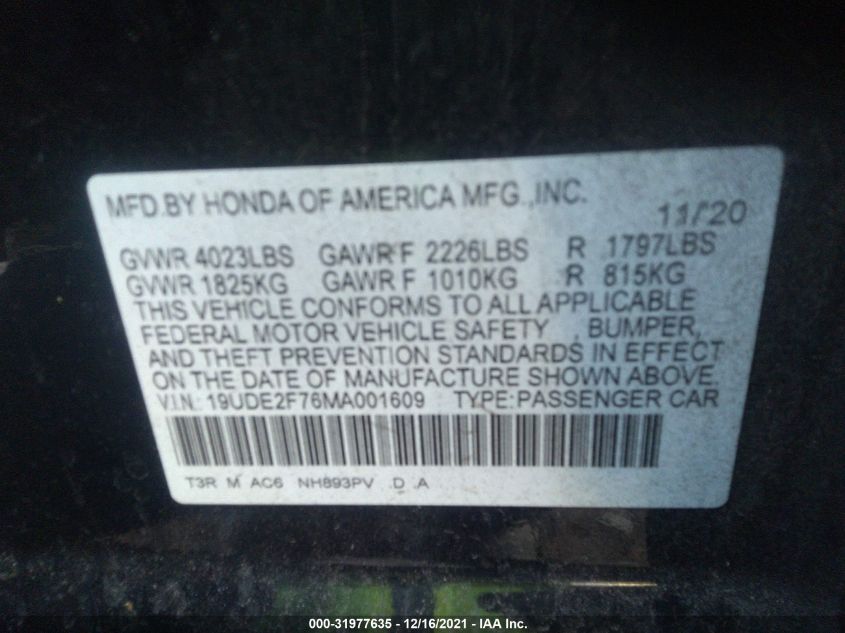 MFD.BY HONDA OF AMERICA MFG.,INC. 11/20
GVWR 4023LBS GAWR F 2226LBS R 1797LBS
GVWR 1825KG GAWR F 1010KG R 815KG
THIS VEHICLE CONFORMS TO ALL APPLICABLE
FEDERAL MOTOR VEHICLE SAFETY , BUMPER,
AND THEFT PREVENTION STANDARDS IN EFFECT
ON THE DATE OF MANUFACTURE SHOWN ABOVE.
V.I.N.: 19UDE2F76MA001609 TYPE:PASSENGER CAR
T3R M AC6 NH893PV .D .A
000-31977635 - 12/16/2021 - IAA Inc.